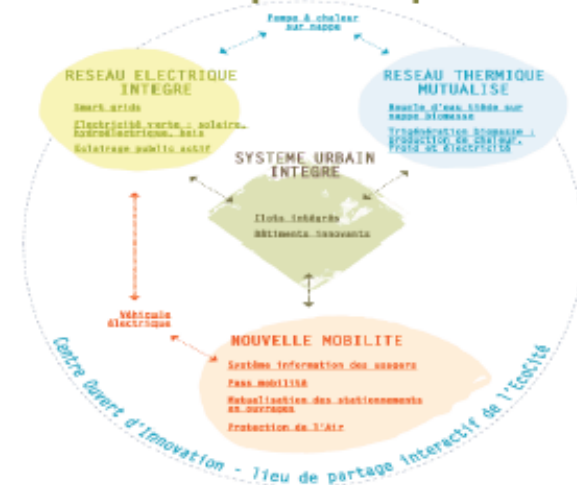 Pompe à chaleur
sur nappe
RESEAU ELECTRIQUE
INTEGRE
Smart grids
Electricité verte : solaire,
hydroélectrique, bois
Eclairage public actif
RESEAU THERMIQUE
MUTUALISE
Boucle d'eau tiède sur
nappe biomasse
Trigénération biomasse :
production de chaleur,
froid et électricité
SYSTEME URBAIN
INTEGRE
Ilots intégrés
Bâtiments innovants
Véhicule
électrique
NOUVELLE MOBILITE
Système information des usagers
Pass mobilité
Mutualisation des stationnements
en ouvrages
Protection de l'Air
Centre Ouvert d'Innovation - lieu de partage interactif de l'EcoCité